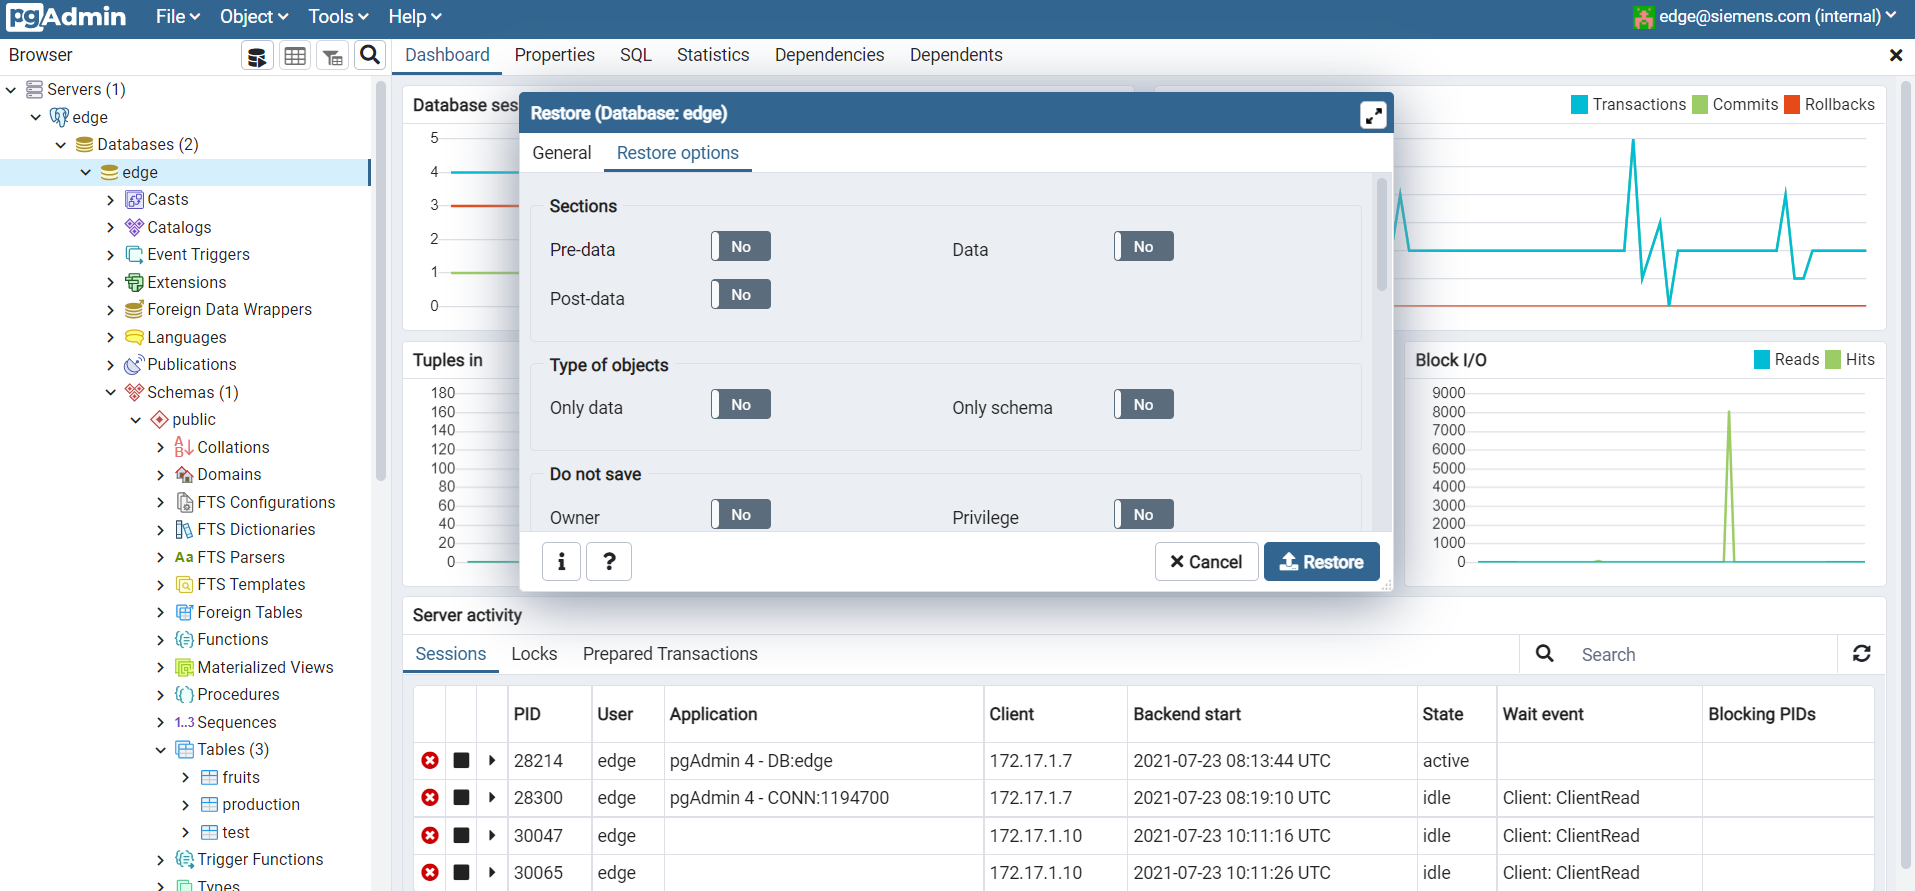 pgAdmin File Object Tools Help edge@siemens.com (internal)
Browser
Dashboard Properties SQL Statistics Dependencies Dependents
Servers (1)
edge
Databases (2)
edge
Casts
Catalogs
Event Triggers
Extensions
Foreign Data Wrappers
Languages
Publications
Schemas (1)
public
Collations
Domains
FTS Configurations
FTS Dictionaries
Aa FTS Parsers
FTS Templates
Foreign Tables
Functions
Materialized Views
Procedures
1..3 Sequences
Tables (3)
fruits
production
test
Trigger Functions
Types
Database ses
5
4
3
2
1
0
Transactions Commits Rollbacks
Restore (Database: edge)
General Restore options
Sections
Pre-data No Data No
Post-data No
Type of objects
Only data No Only schema No
Do not save
Owner No Privilege No
i ? Cancel Restore
Tuples in
180
160
140
120
100
80
60
40
20
0
Block I/O Reads Hits
9000
8000
7000
6000
5000
4000
3000
2000
1000
0
Server activity
Sessions Locks Prepared Transactions Search
PID User Application Client Backend start State Wait event Blocking PIDs
28214 edge pgAdmin 4 - DB:edge 172.17.1.7 2021-07-23 08:13:44 UTC active
28300 edge pgAdmin 4 - CONN:1194700 172.17.1.7 2021-07-23 08:19:10 UTC idle Client: ClientRead
30047 edge 172.17.1.10 2021-07-23 10:11:16 UTC idle Client: ClientRead
30065 edge 172.17.1.10 2021-07-23 10:11:26 UTC idle Client: ClientRead